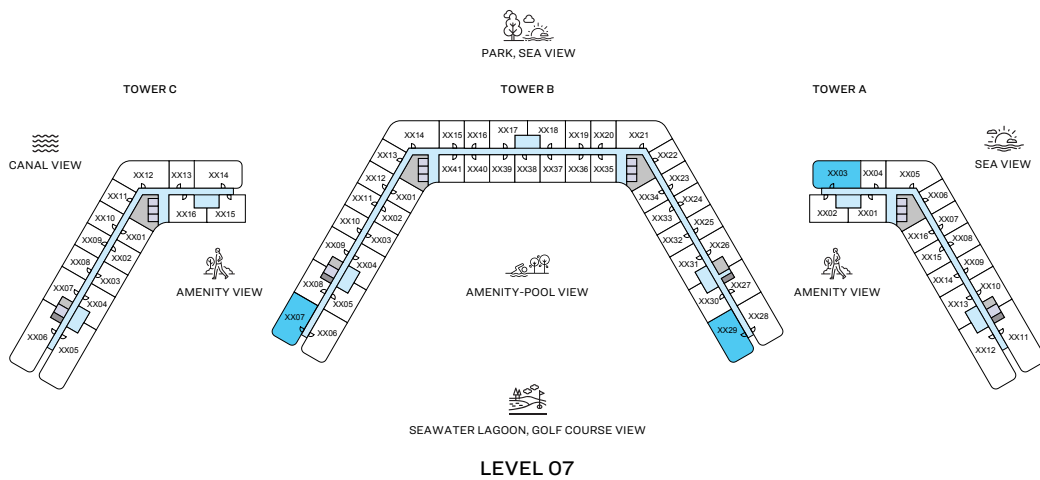 PARK, SEA VIEW
TOWER C
TOWER B
TOWER A
CANAL VIEW
SEA VIEW
XX12
XX13
XX14
XX11
XX10
XX09
XX08
XX07
XX06
XX05
XX04
XX03
XX02
XX01
XX16
XX15
AMENITY VIEW
XX14
XX15
XX16
XX17
XX18
XX19
XX20
XX21
XX13
XX12
XX11
XX10
XX09
XX08
XX07
XX06
XX05
XX04
XX03
XX02
XX01
XX41
XX40
XX39
XX38
XX37
XX36
XX35
XX34
XX33
XX32
XX31
XX30
XX29
XX22
XX23
XX24
XX25
XX26
XX27
XX28
AMENITY-POOL VIEW
XX03
XX04
XX05
XX02
XX01
XX06
XX07
XX08
XX09
XX10
XX11
XX16
XX15
XX14
XX13
XX12
AMENITY VIEW
SEAWATER LAGOON, GOLF COURSE VIEW
LEVEL 07